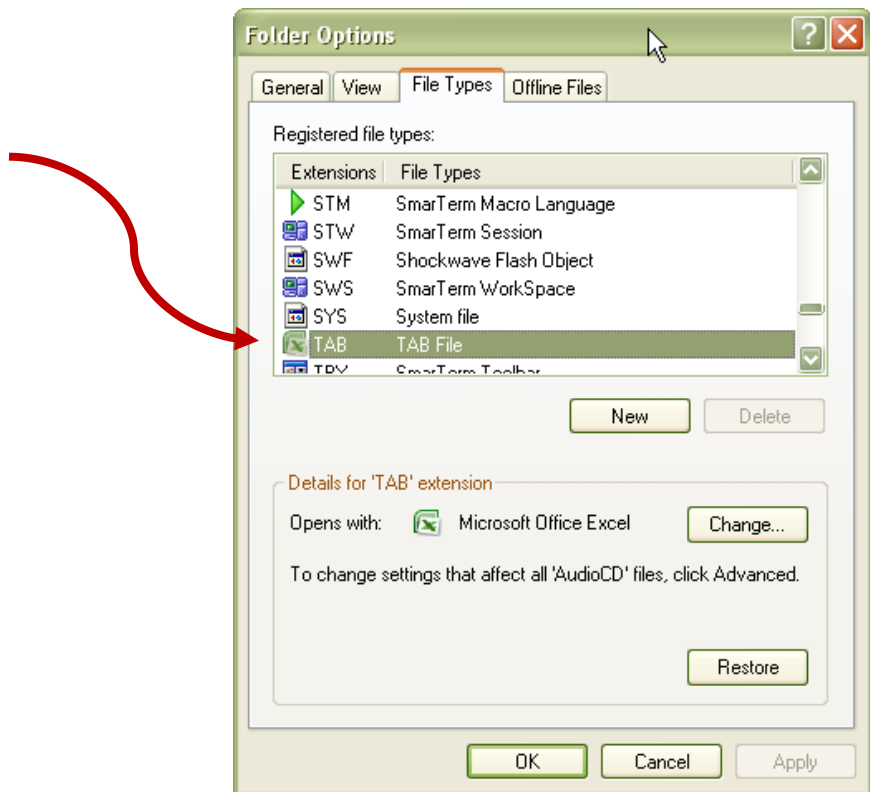 Folder Options
General View File Types Offline Files
Registered file types:
Extensions File Types
STM SmarTerm Macro Language
STW SmarTerm Session
SWF Shockwave Flash Object
SWS SmarTerm WorkSpace
SYS System file
TAB TAB File
TBY SmarTerm Toolbar
New Delete
Details for 'TAB' extension
Opens with: Microsoft Office Excel Change...
To change settings that affect all 'AudioCD' files, click Advanced.
Restore
OK Cancel Apply